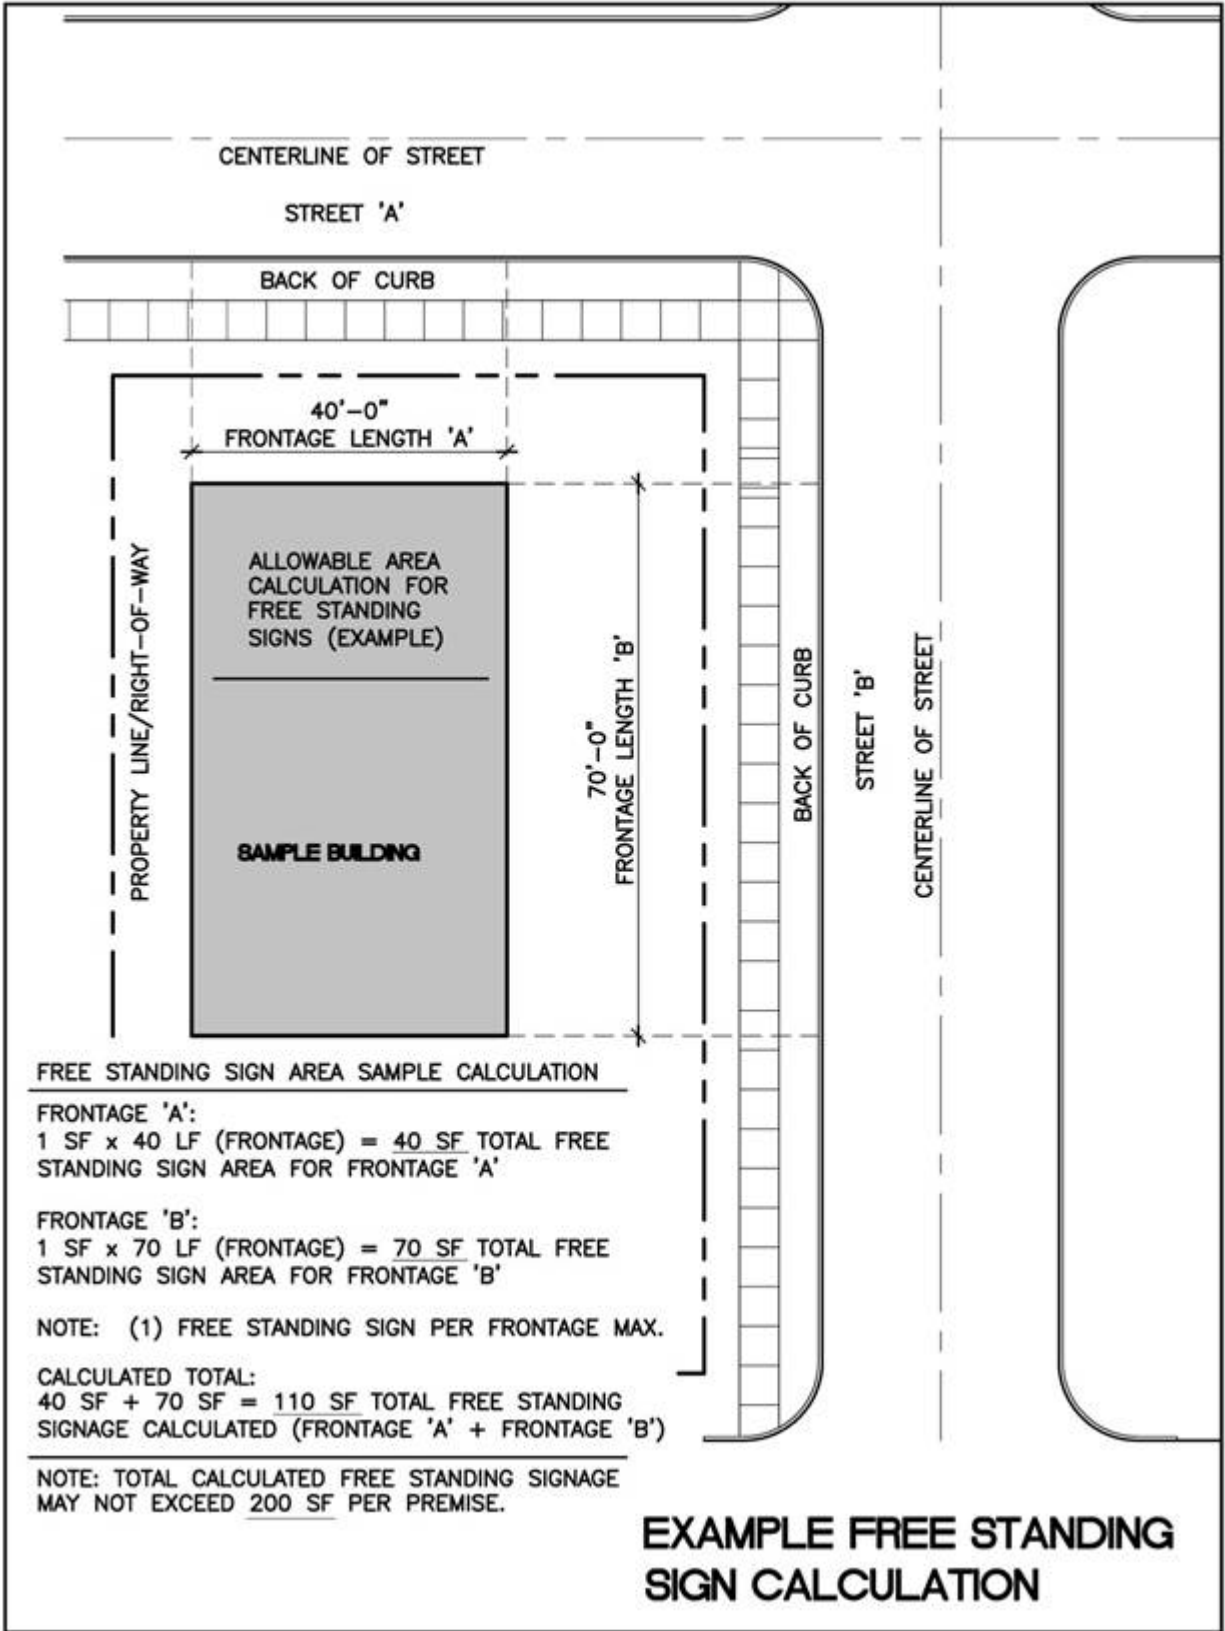 CENTERLINE OF STREET
STREET 'A'
BACK OF CURB
40'-0"
FRONTAGE LENGTH 'A'
PROPERTY LINE/RIGHT-OF-WAY
ALLOWABLE AREA
CALCULATION FOR
FREE STANDING
SIGNS (EXAMPLE)
SAMPLE BUILDING
70'-0"
FRONTAGE LENGTH 'B'
BACK OF CURB
STREET 'B'
CENTERLINE OF STREET
FREE STANDING SIGN AREA SAMPLE CALCULATION
FRONTAGE 'A':
1 SF x 40 LF (FRONTAGE) = 40 SF TOTAL FREE
STANDING SIGN AREA FOR FRONTAGE 'A'
FRONTAGE 'B':
1 SF x 70 LF (FRONTAGE) = 70 SF TOTAL FREE
STANDING SIGN AREA FOR FRONTAGE 'B'
NOTE: (1) FREE STANDING SIGN PER FRONTAGE MAX.
CALCULATED TOTAL:
40 SF + 70 SF = 110 SF TOTAL FREE STANDING
SIGNAGE CALCULATED (FRONTAGE 'A' + FRONTAGE 'B')
NOTE: TOTAL CALCULATED FREE STANDING SIGNAGE
MAY NOT EXCEED 200 SF PER PREMISE.
EXAMPLE FREE STANDING
SIGN CALCULATION